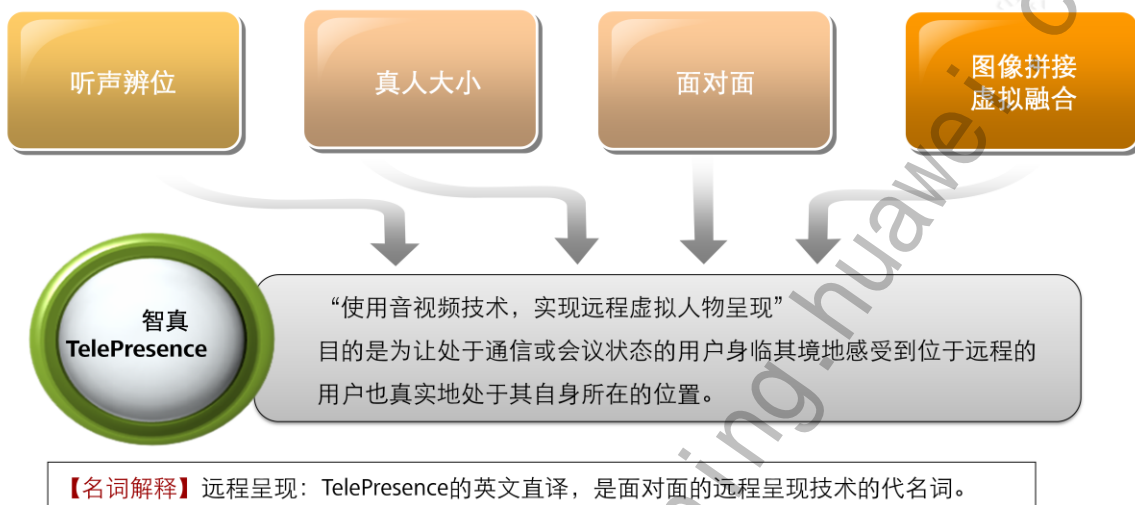 听声辨位
真人大小
面对面
图像拼接
虚拟融合
智真
TelePresence
“使用音视频技术，实现远程虚拟人物呈现”
目的是为让处于通信或会议状态的用户身临其境地感受到位于远程的
用户也真实地处于其自身所在的位置。
【名词解释】远程呈现：TelePresence的英文直译，是面对面的远程呈现技术的代名词。
ning.huawei.c